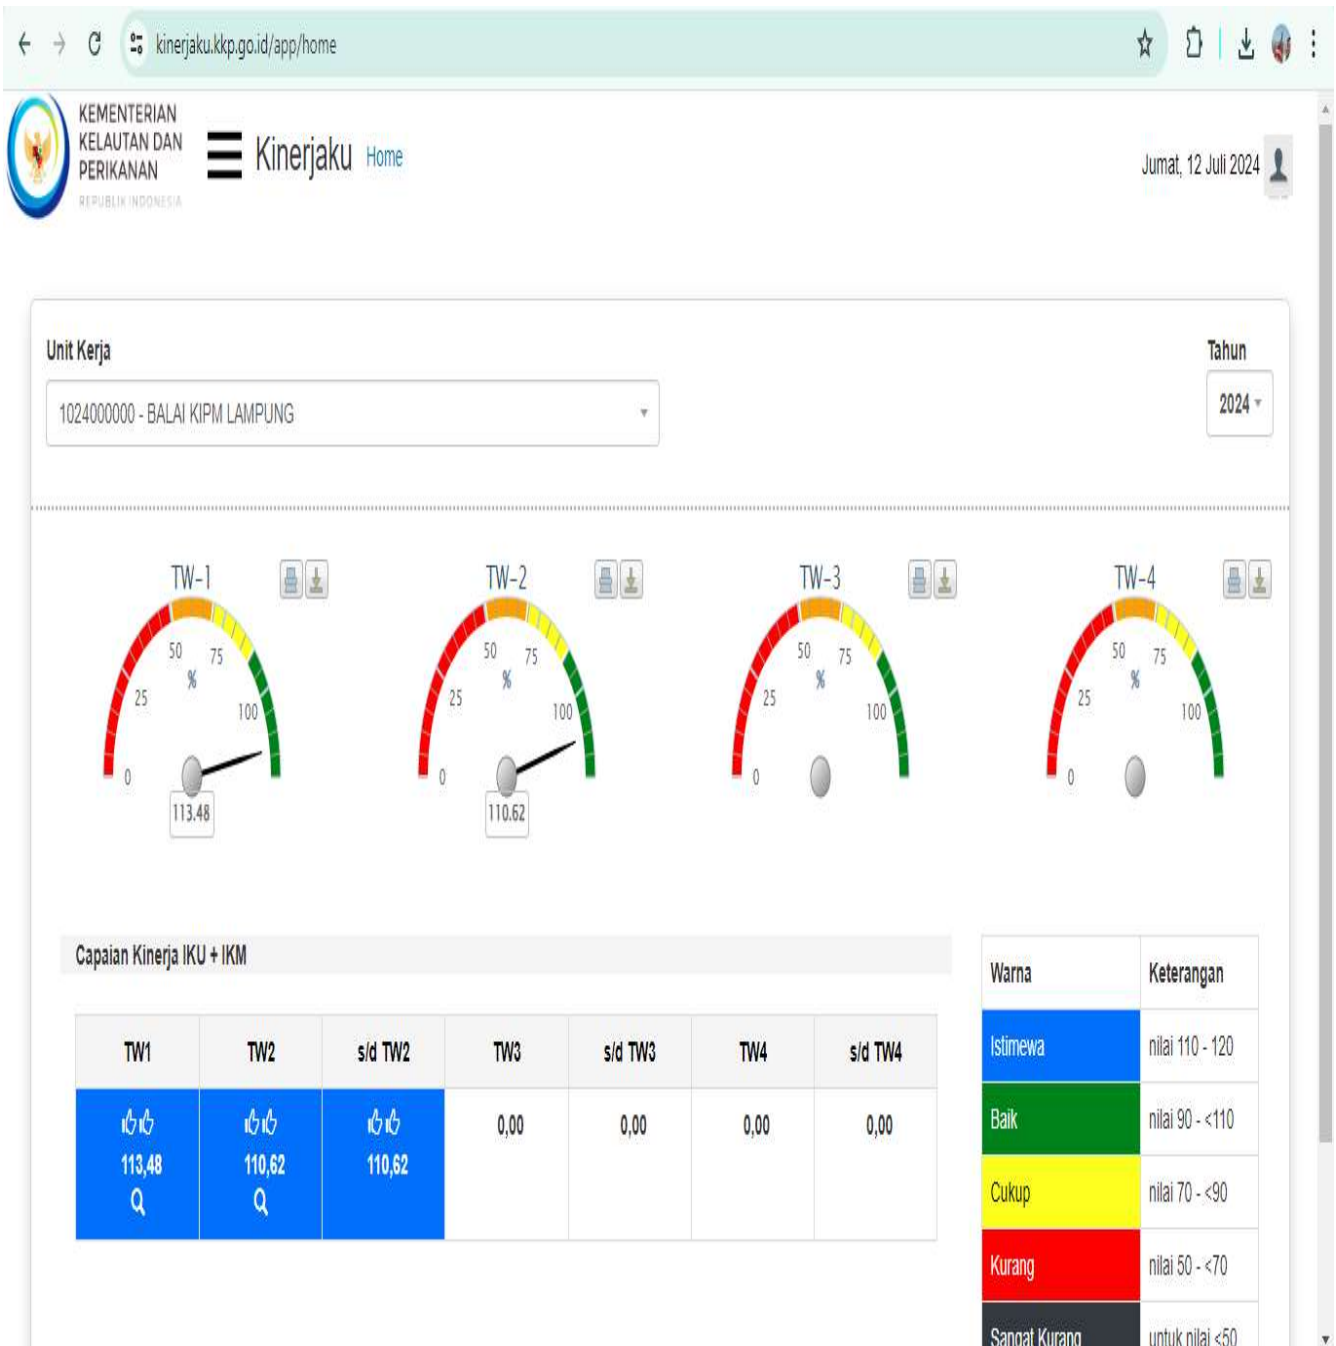 kinerjaku.kkp.go.id/app/home
KEMENTERIAN
KELAUTAN DAN
PERIKANAN
REPUBLIK INDONESIA
Kinerjaku Home
Jumat, 12 Juli 2024
Unit Kerja
Tahun
1024000000 - BALAI KIPM LAMPUNG
2024
TW-1
0
25
50
75
100
%
113.48
TW-2
0
25
50
75
100
%
110.62
TW-3
0
25
50
75
100
%
TW-4
0
25
50
75
100
%
Capaian Kinerja IKU + IKM
TW1 TW2 s/d TW2 TW3 s/d TW3 TW4 s/d TW4
113,48 110,62 110,62 0,00 0,00 0,00 0,00
Warna Keterangan
Istimewa nilai 110 - 120
Baik nilai 90 - <110
Cukup nilai 70 - <90
Kurang nilai 50 - <70
Sangat Kurang untuk nilai <50